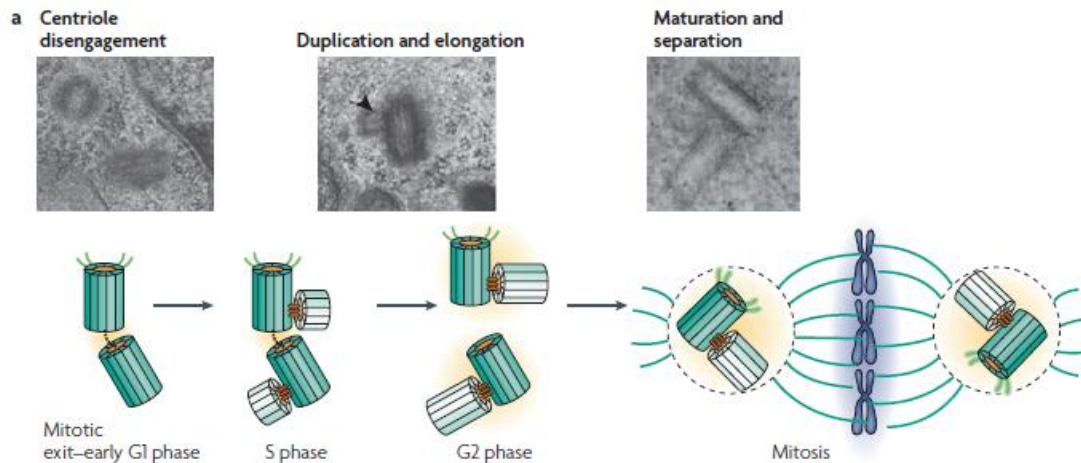 a Centriole
disengagement
Duplication and elongation
Maturation and
separation
Mitotic
exit–early G1 phase
S phase
G2 phase
Mitosis